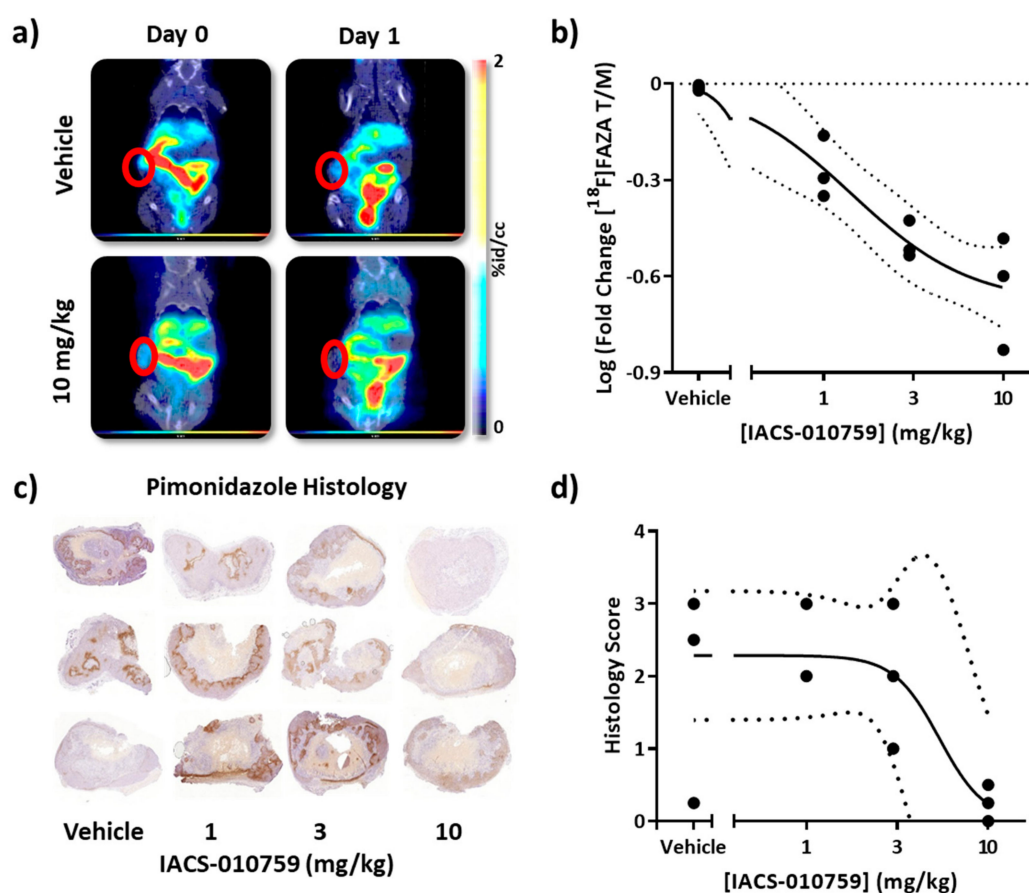 a)
Day 0
Day 1
Vehicle
10 mg/kg
2
%id/cc
0
b)
Log (Fold Change [¹⁸F]FAZA T/M)
0
-0.3
-0.6
-0.9
Vehicle
1
3
10
[IACS-010759] (mg/kg)
c)
Pimonidazole Histology
Vehicle
1
3
10
IACS-010759 (mg/kg)
d)
Histology Score
4
3
2
1
0
Vehicle
1
3
10
[IACS-010759] (mg/kg)